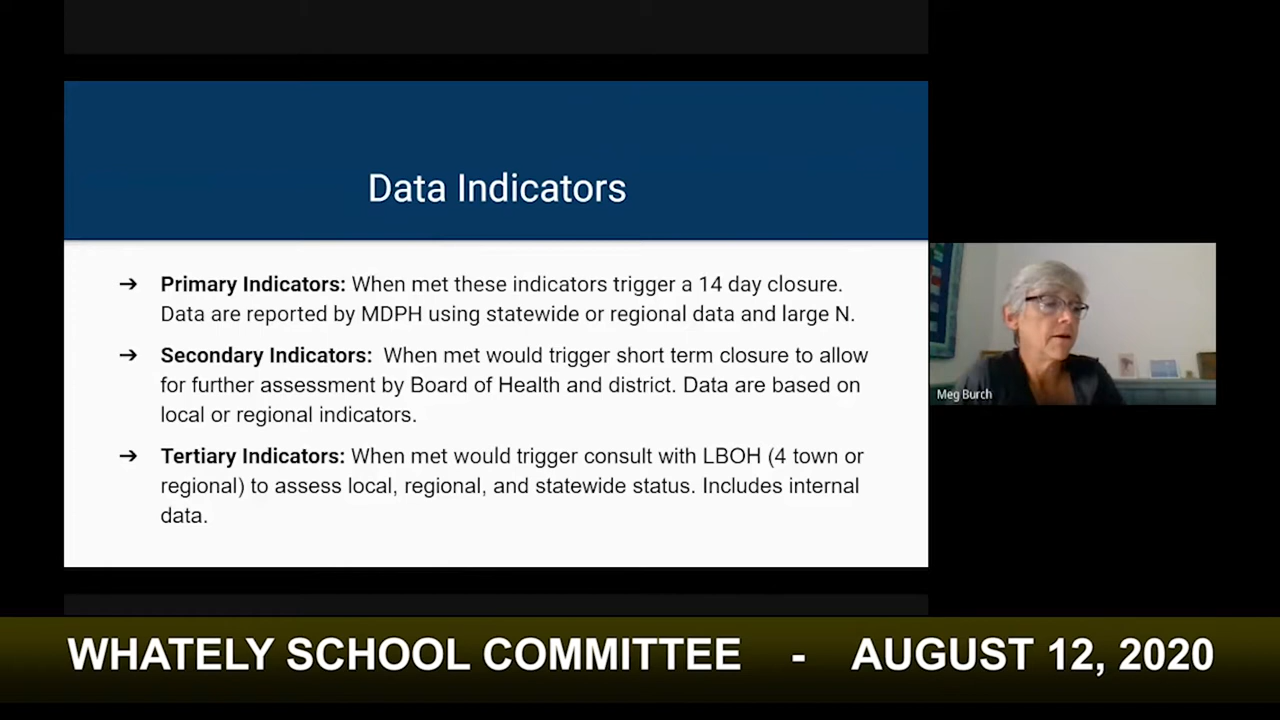 Data Indicators
➔ Primary Indicators: When met these indicators trigger a 14 day closure.
Data are reported by MDPH using statewide or regional data and large N.
➔ Secondary Indicators: When met would trigger short term closure to allow
for further assessment by Board of Health and district. Data are based on
local or regional indicators.
➔ Tertiary Indicators: When met would trigger consult with LBOH (4 town or
regional) to assess local, regional, and statewide status. Includes internal
data.
Meg Burch
WHATELY SCHOOL COMMITTEE - AUGUST 12, 2020